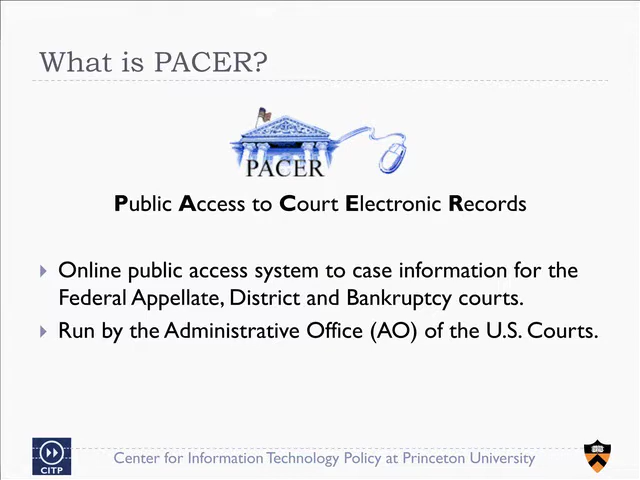 What is PACER?
PACER
Public Access to Court Electronic Records
Online public access system to case information for the
Federal Appellate, District and Bankruptcy courts.
Run by the Administrative Office (AO) of the U.S. Courts.
CITP
Center for Information Technology Policy at Princeton University